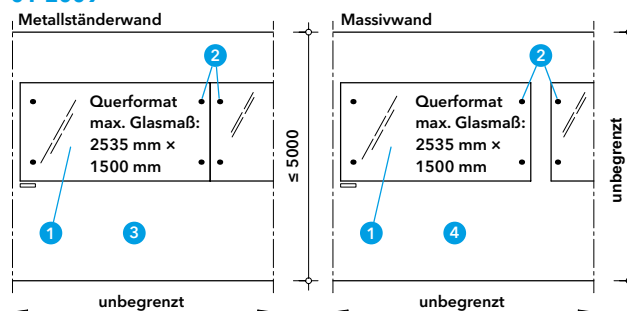 Metallständerwand
2
Querformat
max. Glasmaß:
2535 mm ×
1500 mm
1
3
≤ 5000
unbegrenzt
Massivwand
2
Querformat
max. Glasmaß:
2535 mm ×
1500 mm
1
4
unbegrenzt
unbegrenzt